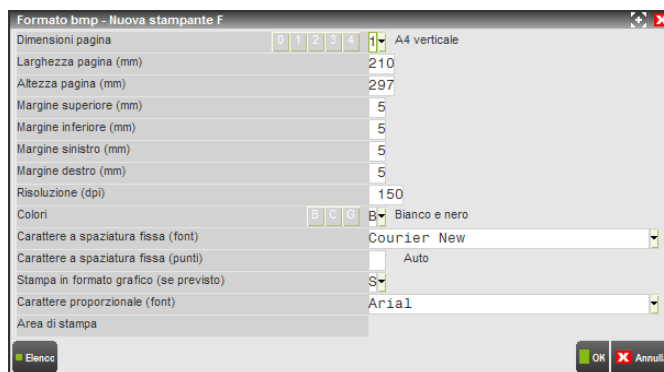 Formato bmp - Nuova stampante F
Dimensioni pagina 0 1 2 3 4 1 A4 verticale
Larghezza pagina (mm) 210
Altezza pagina (mm) 297
Margine superiore (mm) 5
Margine inferiore (mm) 5
Margine sinistro (mm) 5
Margine destro (mm) 5
Risoluzione (dpi) 150
Colori B C G B Bianco e nero
Carattere a spaziatura fissa (font) Courier New
Carattere a spaziatura fissa (punti) Auto
Stampa in formato grafico (se previsto) S
Carattere proporzionale (font) Arial
Area di stampa
Elenco OK Annulla